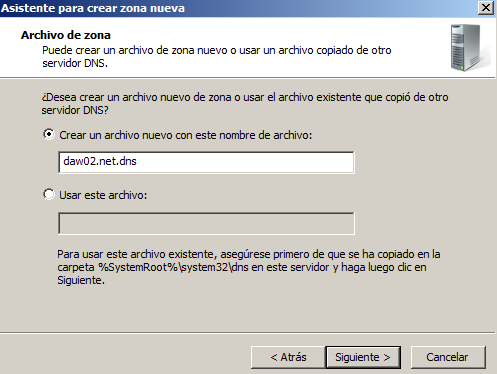 Asistente para crear zona nueva
Archivo de zona
Puede crear un archivo de zona nuevo o usar un archivo copiado de otro
servidor DNS.
¿Desea crear un archivo nuevo de zona o usar el archivo existente que copió de otro
servidor DNS?
Crear un archivo nuevo con este nombre de archivo:
daw02.net.dns
Usar este archivo:
Para usar este archivo existente, asegúrese primero de que se ha copiado en la
carpeta %SystemRoot%\system32\dns en este servidor y haga luego clic en
Siguiente.
< Atrás
Siguiente >
Cancelar